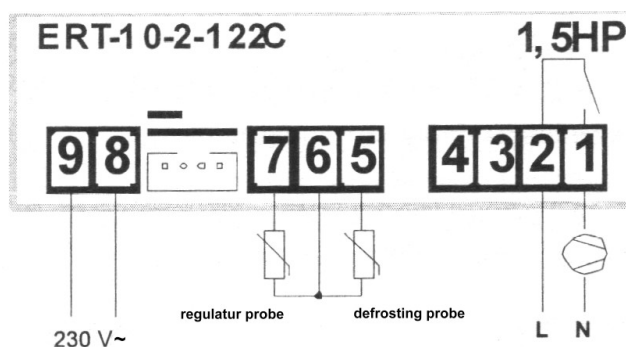 ERT-10-2-122C 1,5HP
9 8 7 6 5 4 3 2 1
regulatur probe defrosting probe
230 V~ L N